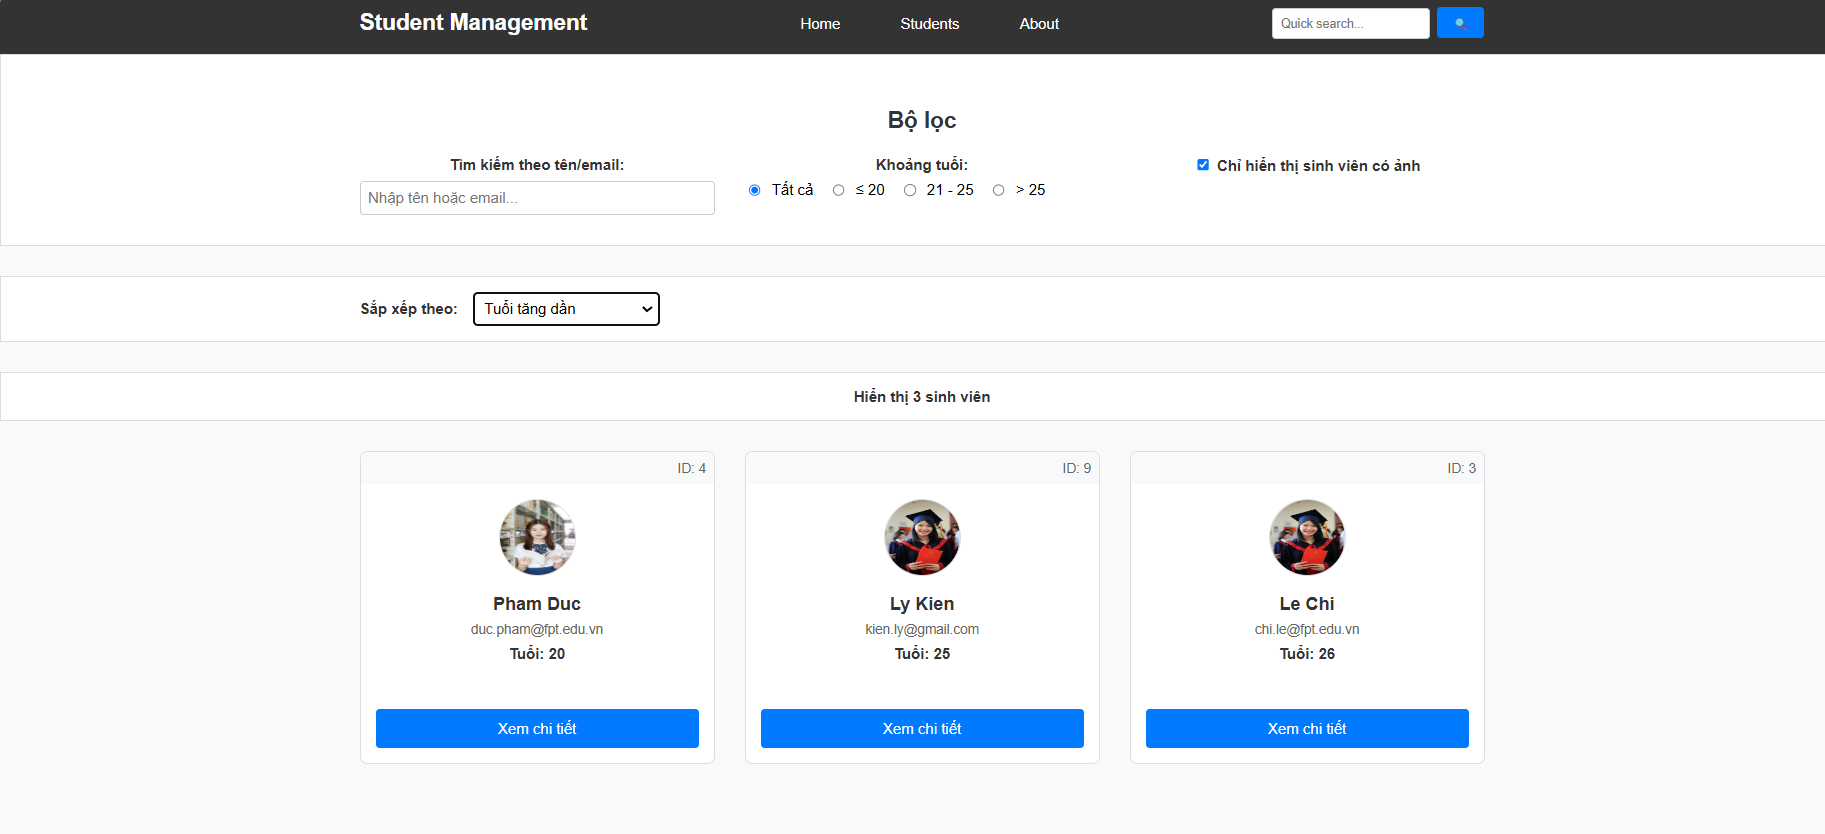 Student Management
Home
Students
About
Quick search...
Bộ lọc
Tìm kiếm theo tên/email:
Nhập tên hoặc email...
Khoảng tuổi:
Tất cả
≤ 20
21 - 25
> 25
Chỉ hiển thị sinh viên có ảnh
Sắp xếp theo:
Tuổi tăng dần
Hiển thị 3 sinh viên
ID: 4
Pham Duc
duc.pham@fpt.edu.vn
Tuổi: 20
Xem chi tiết
ID: 9
Ly Kien
kien.ly@gmail.com
Tuổi: 25
Xem chi tiết
ID: 3
Le Chi
chi.le@fpt.edu.vn
Tuổi: 26
Xem chi tiết